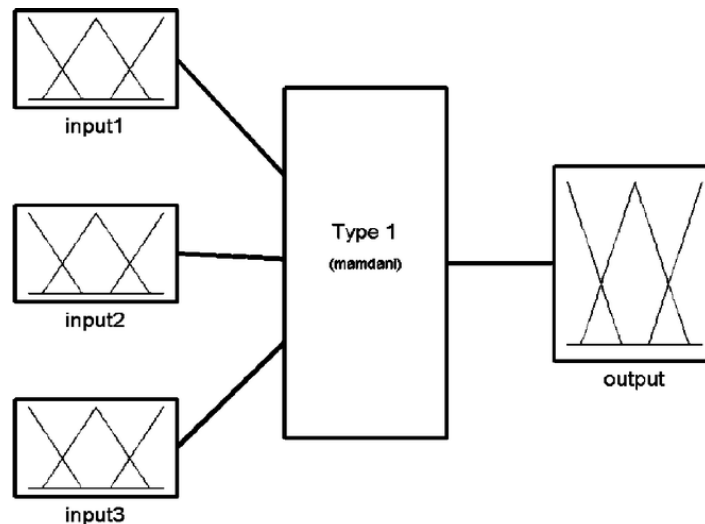 input1
input2
input3
Type 1
(mamdani)
output